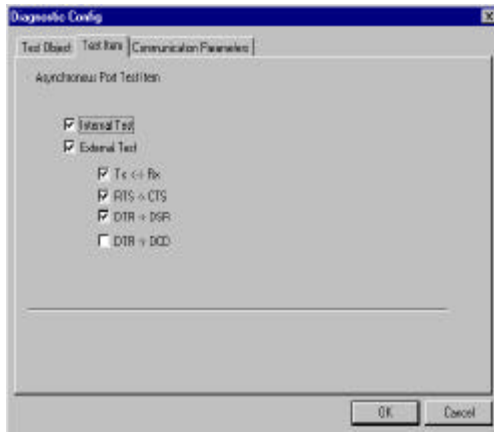 Diagnostic Config
Test Object Test Item Communication Parameters
Asynchronous Port Test Item
Internal Test
External Test
Tx <-> Rx
RTS -> CTS
DTR -> DSR
DTR -> DCD
OK Cancel